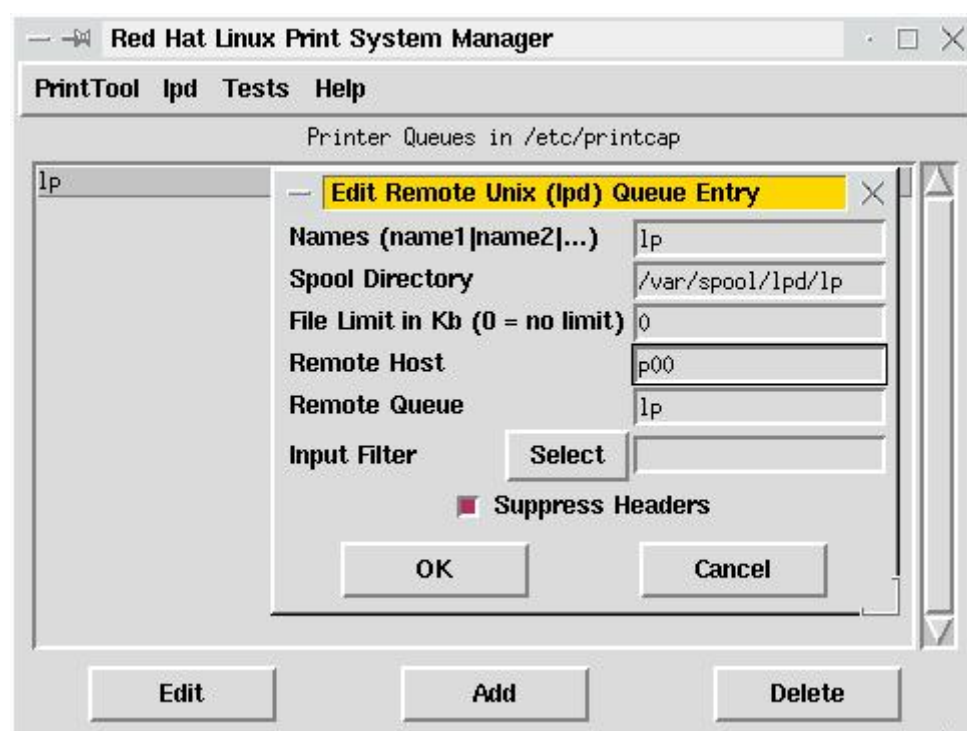 Red Hat Linux Print System Manager
PrintTool lpd Tests Help
Printer Queues in /etc/printcap
lp
Edit Remote Unix (lpd) Queue Entry
Names (name1|name2|...) lp
Spool Directory /var/spool/lpd/lp
File Limit in Kb (0 = no limit) 0
Remote Host p00
Remote Queue lp
Input Filter Select
Suppress Headers
OK Cancel
Edit Add Delete